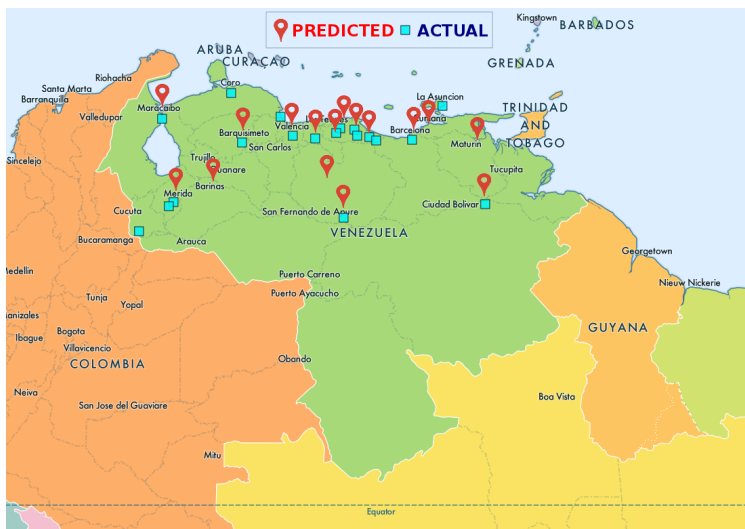 PREDICTED ACTUAL
Kingstown
BARBADOS
ARUBA
CURACAO
GRENADA
Riohacha
Coro
Santa Marta
Barranquilla
La Asuncion
Maracaibo
TRINIDAD
AND
TOBAGO
Valledupar
Valencia
Barquisimeto
Barcelona
San Carlos
Maturin
Trujillo
Sincelejo
Guanare
Tucupita
Barinas
Merida
Cucuta
San Fernando de Apure
Ciudad Bolivar
VENEZUELA
Bucaramanga
Arauca
Georgetown
Medellin
Puerto Carreno
Nieuw Nickerie
Puerto Ayacucho
Tunja
Yopal
Manizales
Bogota
GUYANA
Ibague
Villavicencio
COLOMBIA
Obando
Neiva
Boa Vista
San Jose del Guaviare
Mitu
Equator